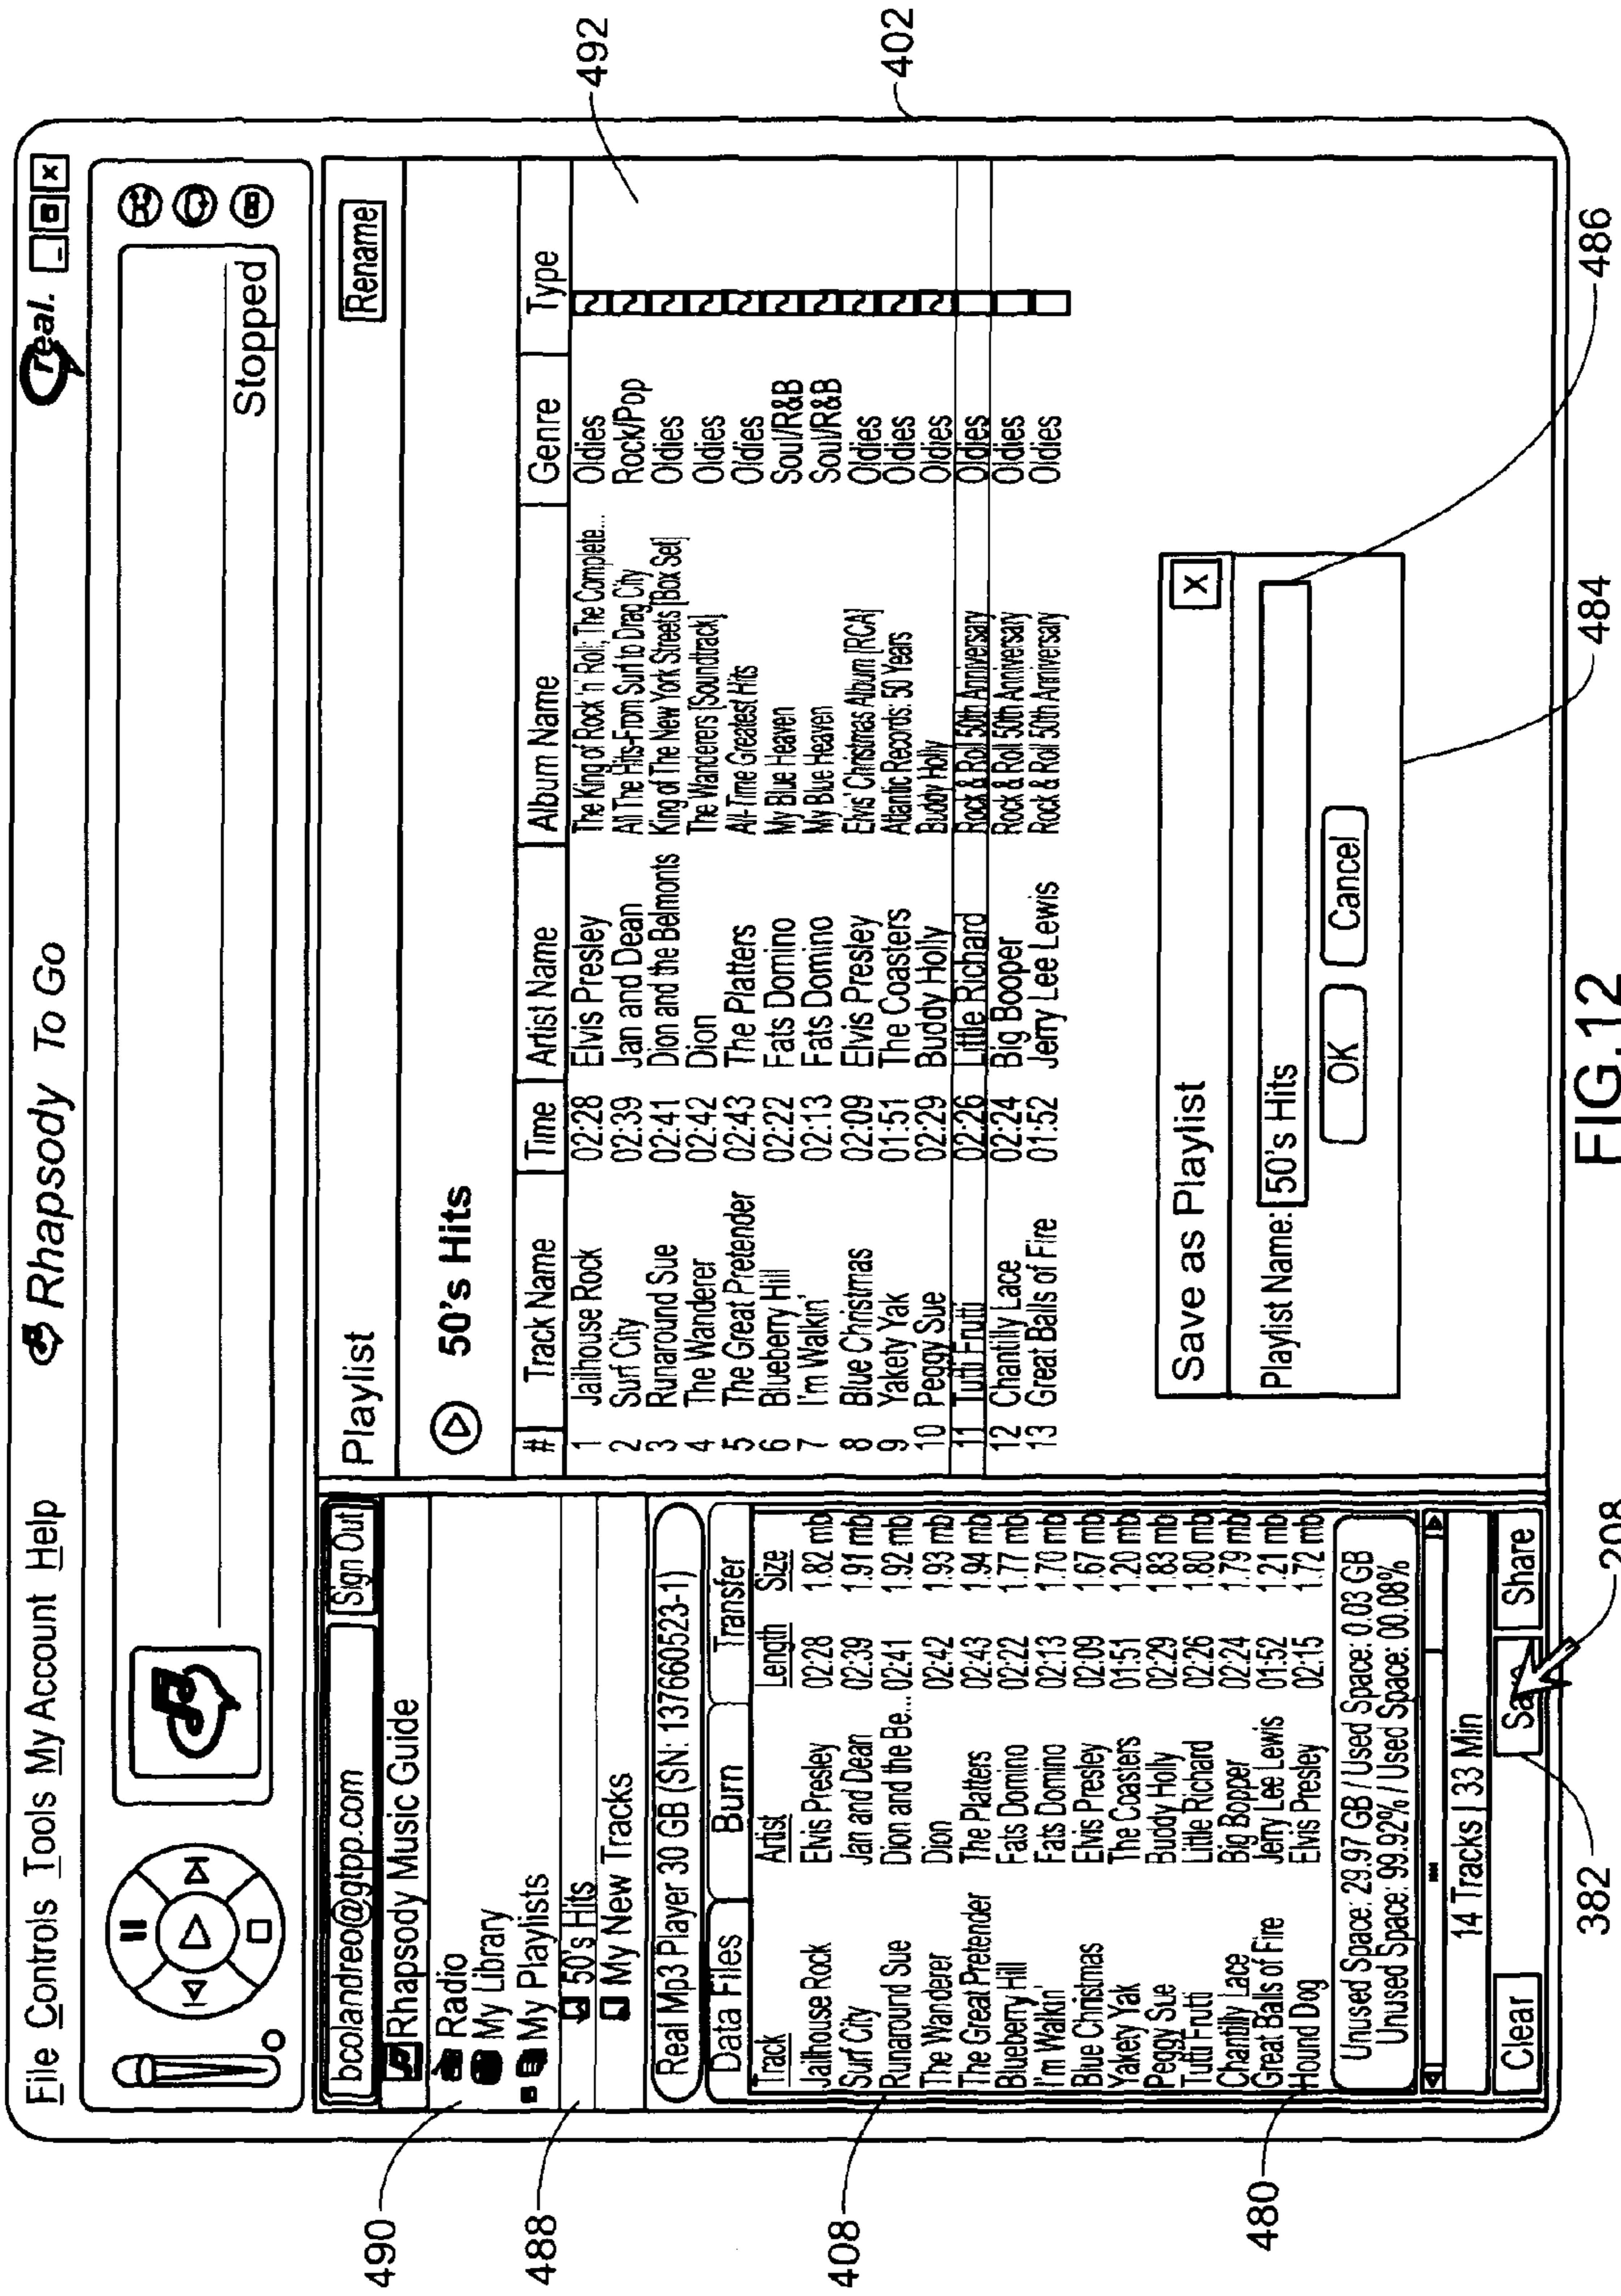 File Controls Tools My Account Help
Rhapsody To Go
real.
Stopped
bcolandreo@gtpp.com
Sign Out
Rhapsody Music Guide
Radio
My Library
My Playlists
50's Hits
My New Tracks
Real Mp3 Player 30 GB (SN: 137660523-1)
Data Files Burn Transfer
Track Artist Length Size
Jailhouse Rock Elvis Presley 02:28 1.82 mb
Surf City Jan and Dean 02:39 1.91 mb
Runaround Sue Dion and the Be... 02:41 1.92 mb
The Wanderer Dion 02:42 1.93 mb
The Great Pretender The Platters 02:43 1.94 mb
Blueberry Hill Fats Domino 02:22 1.77 mb
I'm Walkin' Fats Domino 02:13 1.70 mb
Blue Christmas Elvis Presley 02:09 1.67 mb
Yakety Yak The Coasters 01:51 1.20 mb
Peggy Sue Buddy Holly 02:29 1.83 mb
Tutti Frutti Little Richard 02:26 1.80 mb
Chantilly Lace Big Bopper 02:24 1.79 mb
Great Balls of Fire Jerry Lee Lewis 01:52 1.21 mb
Hound Dog Elvis Presley 02:15 1.72 mb
Unused Space: 29.97 GB / Used Space: 0.03 GB
Unused Space: 99.92% / Used Space: 00.08%
14 Tracks | 33 Min
Clear
Share
Playlist
Rename
50's Hits
# Track Name Time Artist Name Album Name Genre Type
1 Jailhouse Rock 02:28 Elvis Presley The King of Rock 'n' Roll; The Complete... Oldies
2 Surf City 02:39 Jan and Dean All The Hits-From Surf to Drag City Rock/Pop
3 Runaround Sue 02:41 Dion and the Belmonts King of The New York Streets [Box Set] Oldies
4 The Wanderer 02:42 Dion The Wanderers [Soundtrack] Oldies
5 The Great Pretender 02:43 The Platters All-Time Greatest Hits Oldies
6 Blueberry Hill 02:22 Fats Domino My Blue Heaven Soul/R&B
7 I'm Walkin' 02:13 Fats Domino My Blue Heaven Soul/R&B
8 Blue Christmas 02:09 Elvis Presley Elvis' Christmas Album [RCA] Oldies
9 Yakety Yak 01:51 The Coasters Atlantic Records: 50 Years Oldies
10 Peggy Sue 02:29 Buddy Holly Buddy Holly Oldies
11 Tutti Frutti 02:26 Little Richard Rock & Roll 50th Anniversary Oldies
12 Chantilly Lace 02:24 Big Booper Rock & Roll 50th Anniversary Oldies
13 Great Balls of Fire 01:52 Jerry Lee Lewis Rock & Roll 50th Anniversary Oldies
Save as Playlist X
Playlist Name: 50's Hits
OK Cancel
490
488
408
480
382
208
484
486
492
402
FIG.12